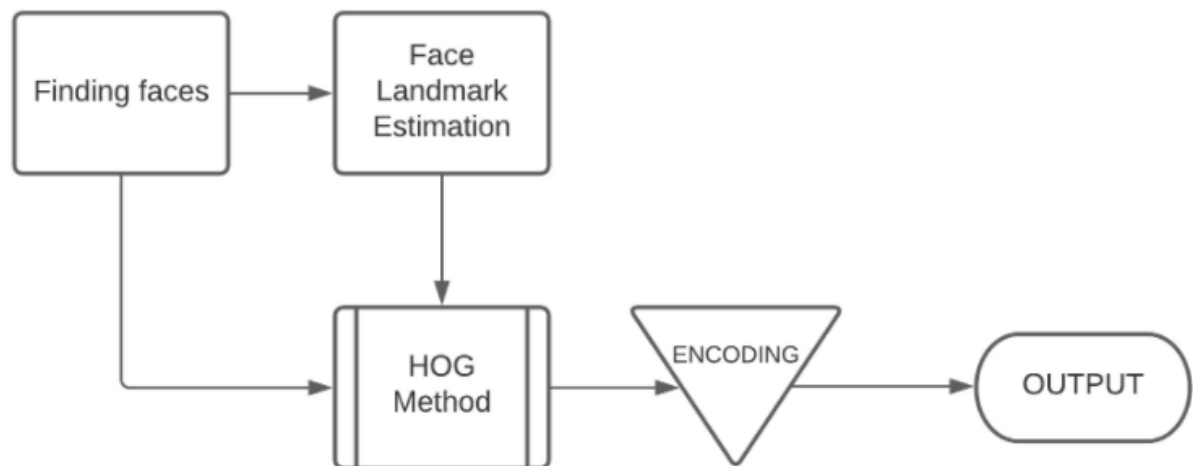 Finding faces
Face
Landmark
Estimation
HOG
Method
ENCODING
OUTPUT